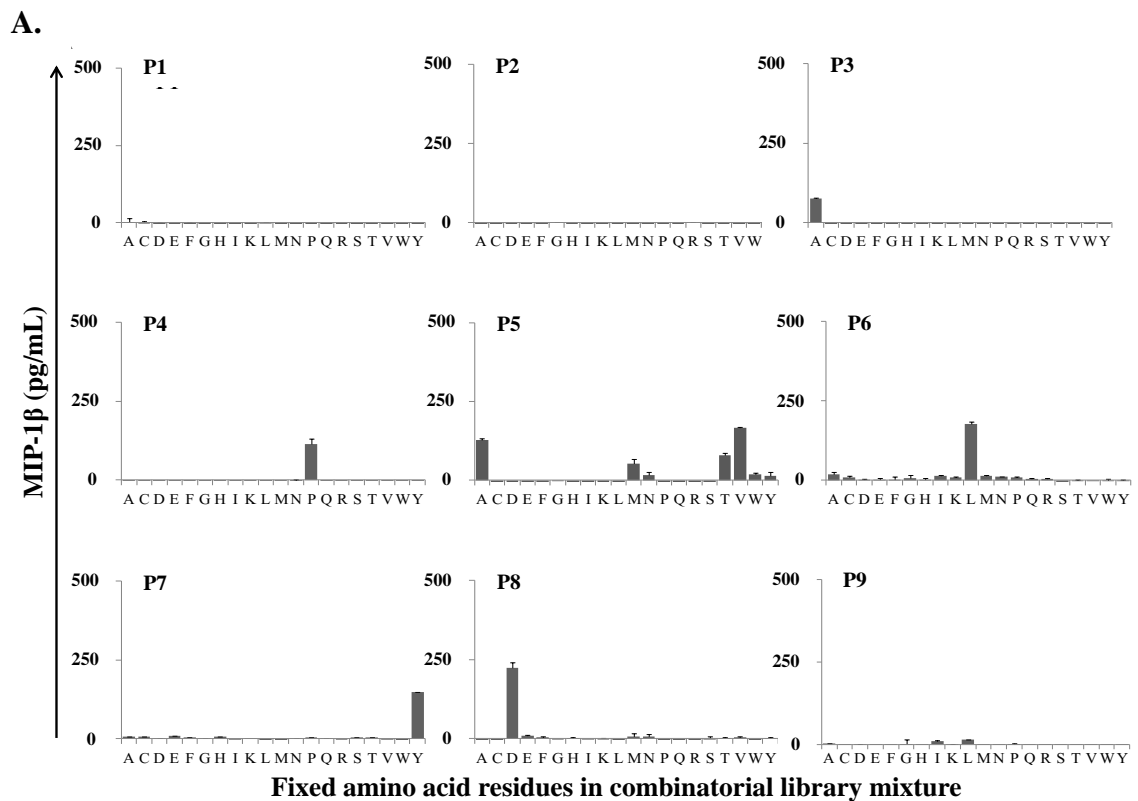 A.
P1
500
250
0
A C D E F G H I K L M N P Q R S T V W Y
P2
500
250
0
A C D E F G H I K L M N P Q R S T V W
P3
500
250
0
A C D E F G H I K L M N P Q R S T V W Y
MIP-1β (pg/mL)
P4
500
250
0
A C D E F G H I K L M N P Q R S T V W Y
P5
500
250
0
A C D E F G H I K L M N P Q R S T V W Y
P6
500
250
0
A C D E F G H I K L M N P Q R S T V W Y
P7
500
250
0
A C D E F G H I K L M N P Q R S T V W Y
P8
500
250
0
A C D E F G H I K L M N P Q R S T V W Y
P9
500
250
0
A C D E F G H I K L M N P Q R S T V W Y
Fixed amino acid residues in combinatorial library mixture